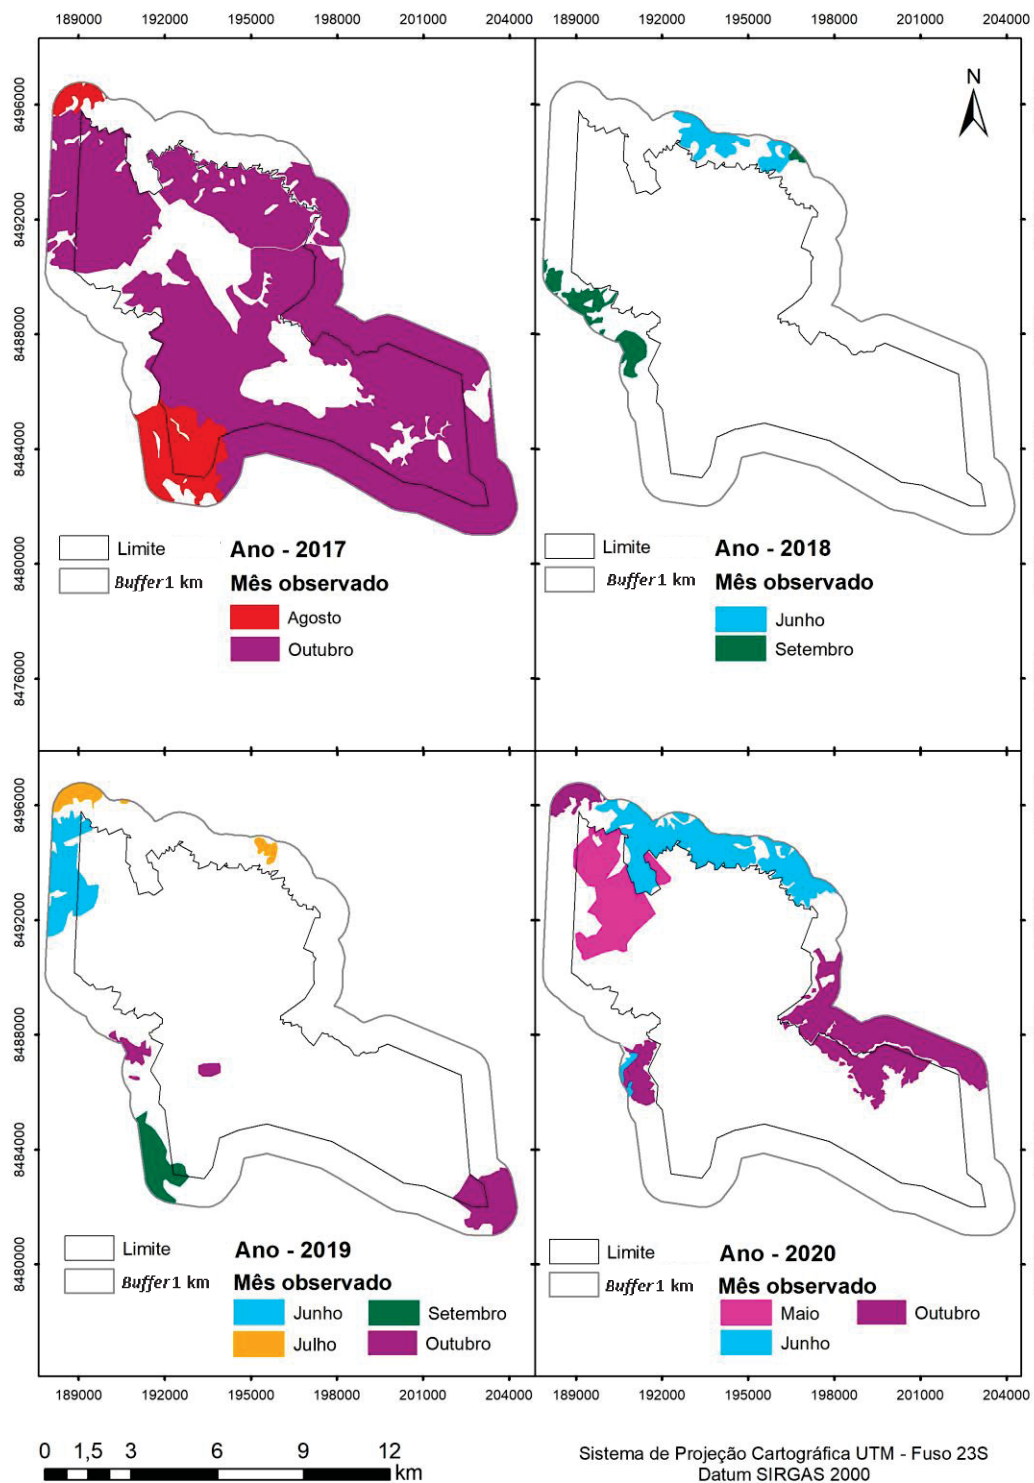 189000 192000 195000 198000 201000 204000 189000 192000 195000 198000 201000 204000
8496000
8492000
8488000
8484000
8480000
8476000
N
Limite
Buffer 1 km
Ano - 2017
Mês observado
Agosto
Outubro
Limite
Buffer 1 km
Ano - 2018
Mês observado
Junho
Setembro
8496000
8492000
8488000
8484000
8480000
Limite
Buffer 1 km
Ano - 2019
Mês observado
Junho Setembro
Julho Outubro
Limite
Buffer 1 km
Ano - 2020
Mês observado
Maio Outubro
Junho
189000 192000 195000 198000 201000 204000 189000 192000 195000 198000 201000 204000
0 1,5 3 6 9 12
km
Sistema de Projeção Cartográfica UTM - Fuso 23S
Datum SIRGAS 2000